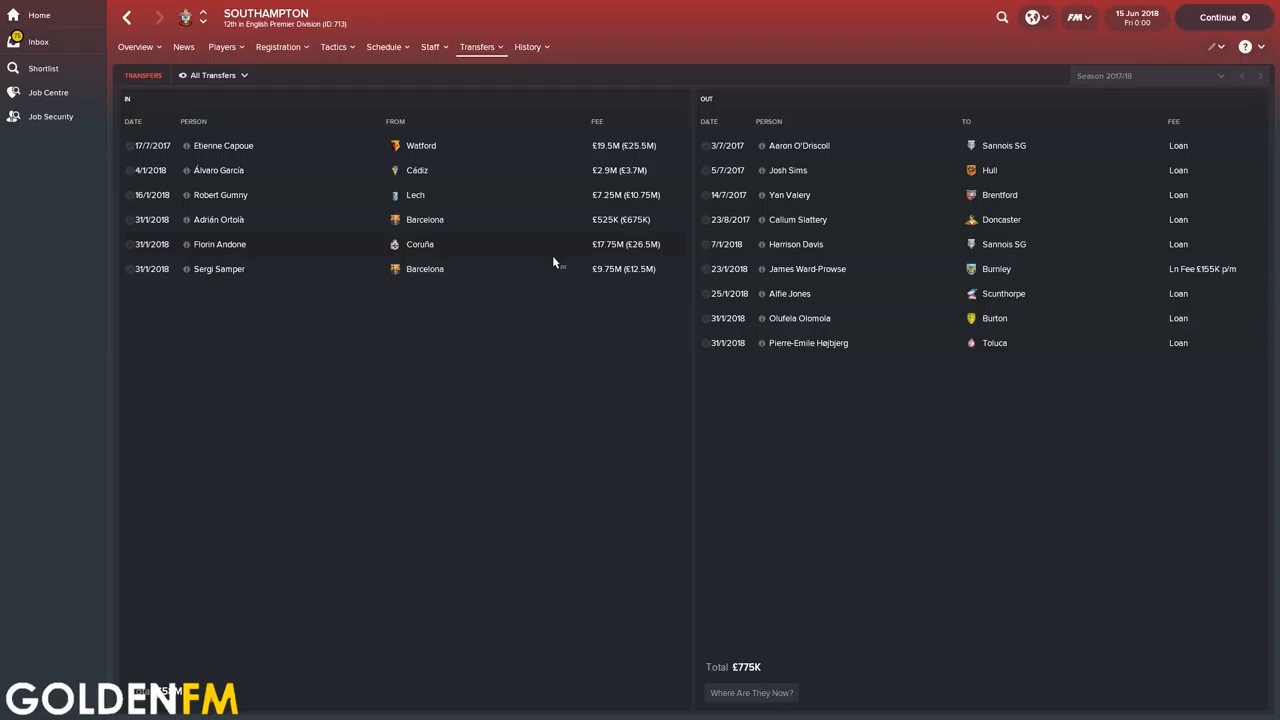 Home
75
Inbox
Shortlist
Job Centre
Job Security
SOUTHAMPTON
12th in English Premier Division (ID:713)
FM
15 Jun 2018
Fri 0:00
Continue
Overview
News
Players
Registration
Tactics
Schedule
Staff
Transfers
History
?
TRANSFERS
All Transfers
Season 2017/18
IN
DATE PERSON FROM FEE
17/7/2017 Etienne Capoue Watford £19.5M (£25.5M)
4/1/2018 Álvaro García Cádiz £2.9M (£3.7M)
16/1/2018 Robert Gumny Lech £7.25M (£10.75M)
31/1/2018 Adrián Ortolà Barcelona £525K (£675K)
31/1/2018 Florin Andone Coruña £17.75M (£26.5M)
31/1/2018 Sergi Samper Barcelona £9.75M (£12.5M)
OUT
DATE PERSON TO FEE
3/7/2017 Aaron O'Driscoll Sannois SG Loan
5/7/2017 Josh Sims Hull Loan
14/7/2017 Yan Valery Brentford Loan
23/8/2017 Callum Slattery Doncaster Loan
7/1/2018 Harrison Davis Sannois SG Loan
23/1/2018 James Ward-Prowse Burnley Ln Fee £155K p/m
25/1/2018 Alfie Jones Scunthorpe Loan
31/1/2018 Olufela Olomola Burton Loan
31/1/2018 Pierre-Emile Højbjerg Toluca Loan
Total £775K
Where Are They Now?
GOLDENFM